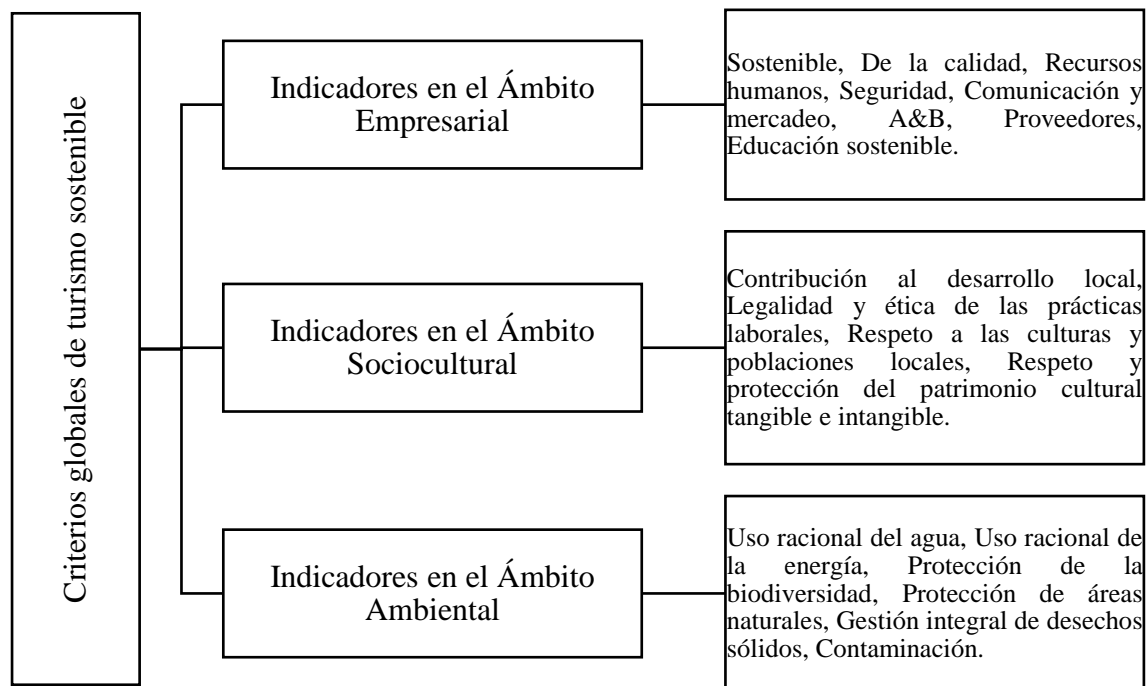 Criterios globales de turismo sostenible
Indicadores en el Ámbito
Empresarial
Sostenible, De la calidad, Recursos
humanos, Seguridad, Comunicación y
mercadeo, A&B, Proveedores,
Educación sostenible.
Indicadores en el Ámbito
Sociocultural
Contribución al desarrollo local,
Legalidad y ética de las prácticas
laborales, Respeto a las culturas y
poblaciones locales, Respeto y
protección del patrimonio cultural
tangible e intangible.
Indicadores en el Ámbito
Ambiental
Uso racional del agua, Uso racional de
la energía, Protección de la
biodiversidad, Protección de áreas
naturales, Gestión integral de desechos
sólidos, Contaminación.